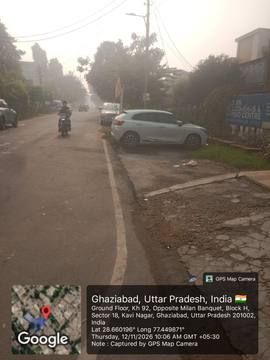 CENTRE
GPS Map Camera
Ghaziabad, Uttar Pradesh, India
Ground Floor, Kh 92, Opposite Milan Banquet, Block H,
Sector 18, Kavi Nagar, Ghaziabad, Uttar Pradesh 201002,
India
Lat 28.660196° Long 77.449871°
Thursday, 12/11/2026 10:06 AM GMT +05:30
Note : Captured by GPS Map Camera
Google